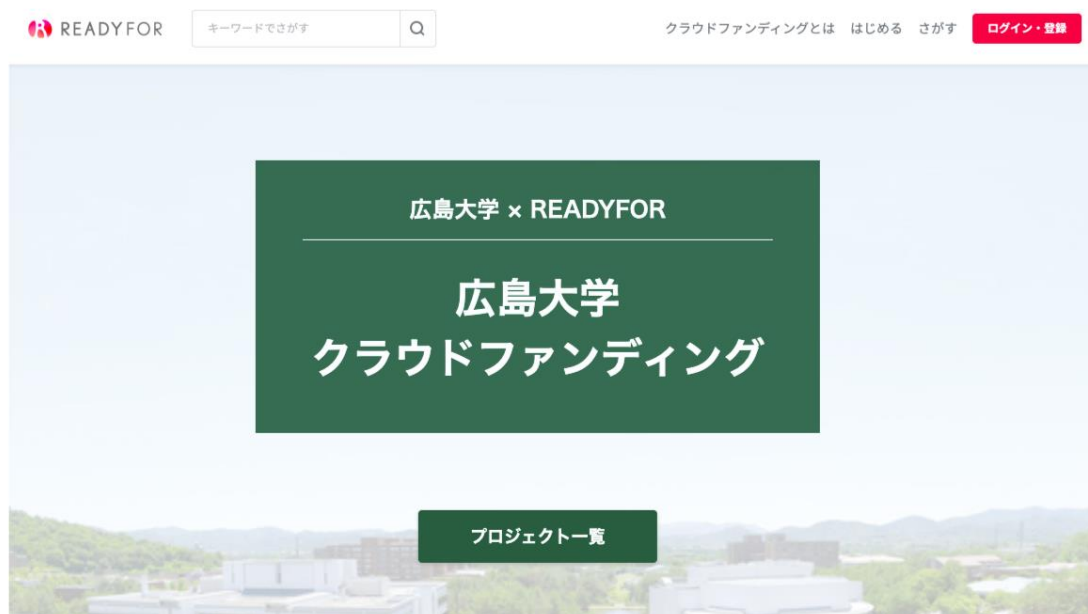 READYFOR
キーワードでさがす
クラウドファンディングとは はじめる さがす ログイン・登録
広島大学 × READYFOR
広島大学
クラウドファンディング
プロジェクト一覧